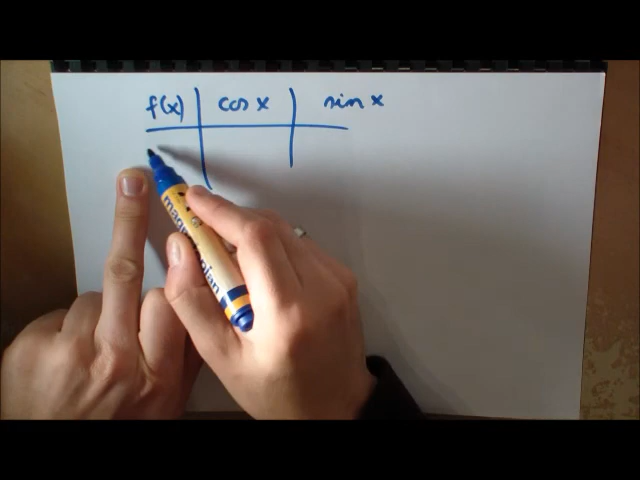 f(x) cos x sin x